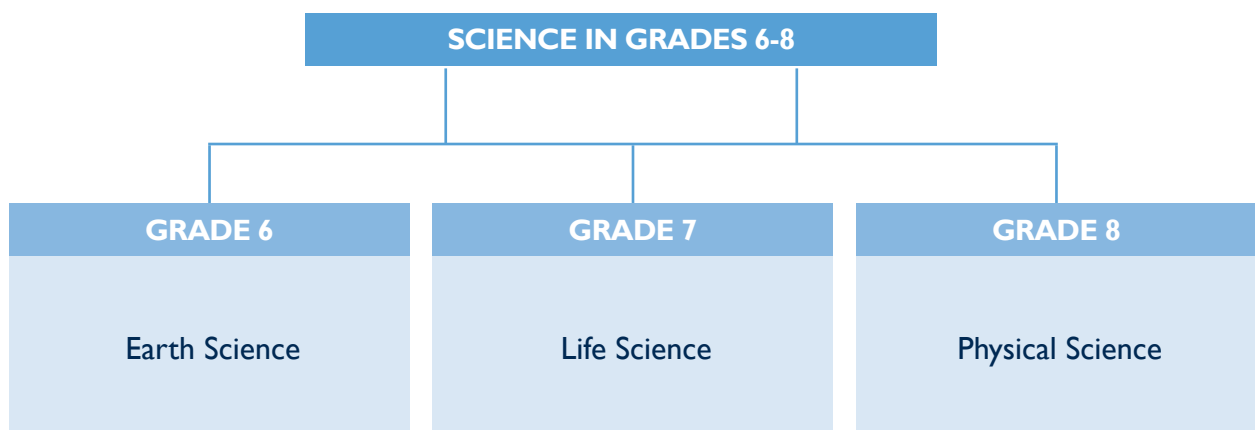 SCIENCE IN GRADES 6-8
GRADE 6
Earth Science
GRADE 7
Life Science
GRADE 8
Physical Science